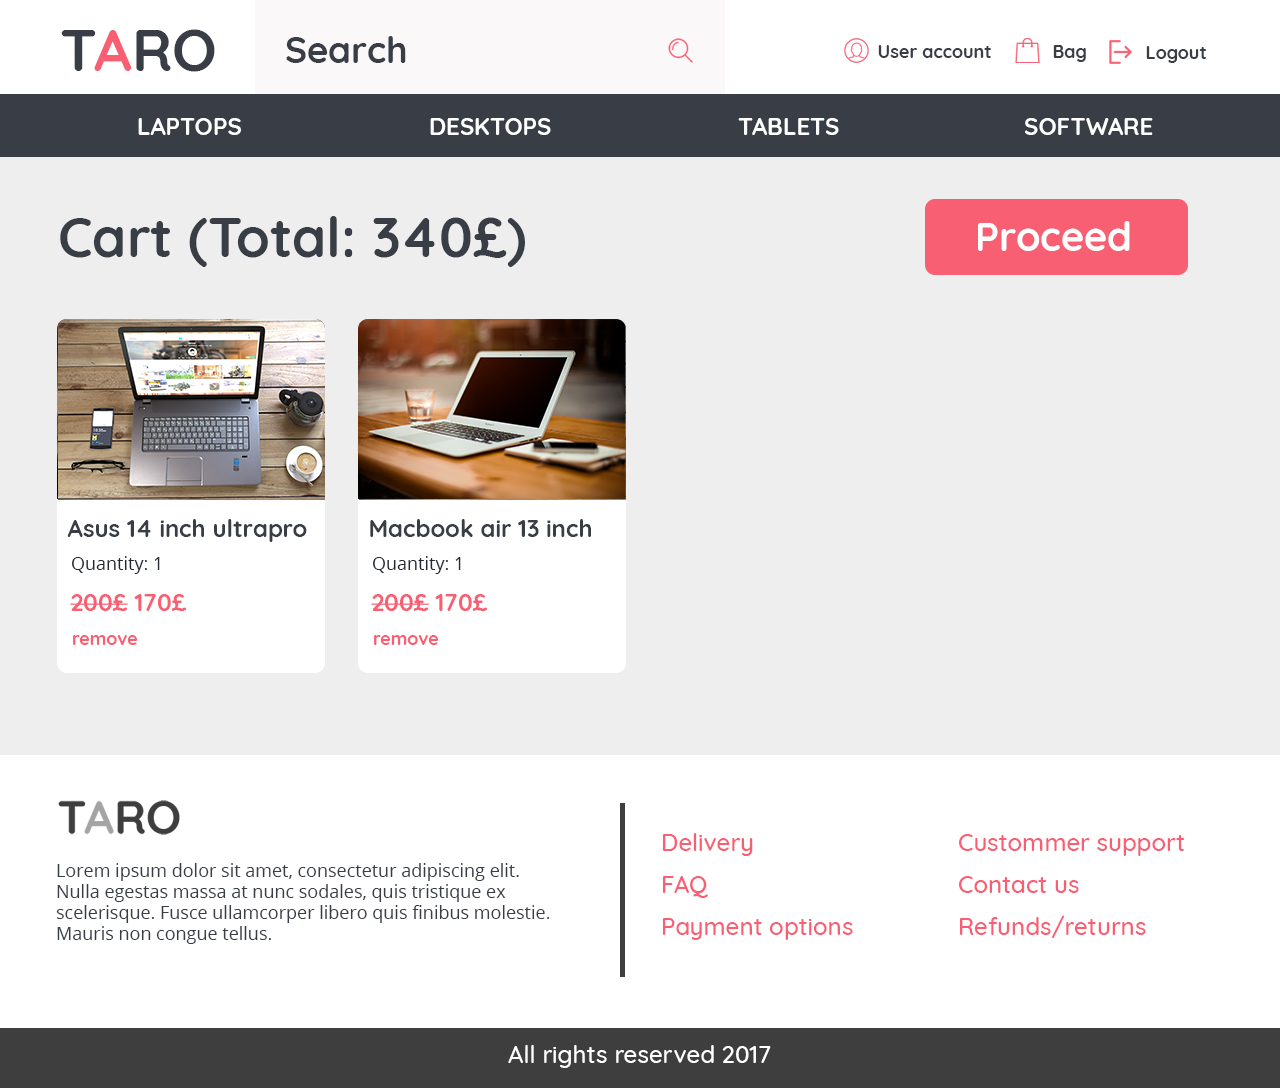 TARO
Search
User account
Bag
Logout
LAPTOPS
DESKTOPS
TABLETS
SOFTWARE
Cart (Total: 340£)
Proceed
Asus 14 inch ultrapro
Quantity: 1
200£ 170£
remove
Macbook air 13 inch
Quantity: 1
200£ 170£
remove
TARO
Lorem ipsum dolor sit amet, consectetur adipiscing elit.
Nulla egestas massa at nunc sodales, quis tristique ex
scelerisque. Fusce ullamcorper libero quis finibus molestie.
Mauris non congue tellus.
Delivery
FAQ
Payment options
Custommer support
Contact us
Refunds/returns
All rights reserved 2017